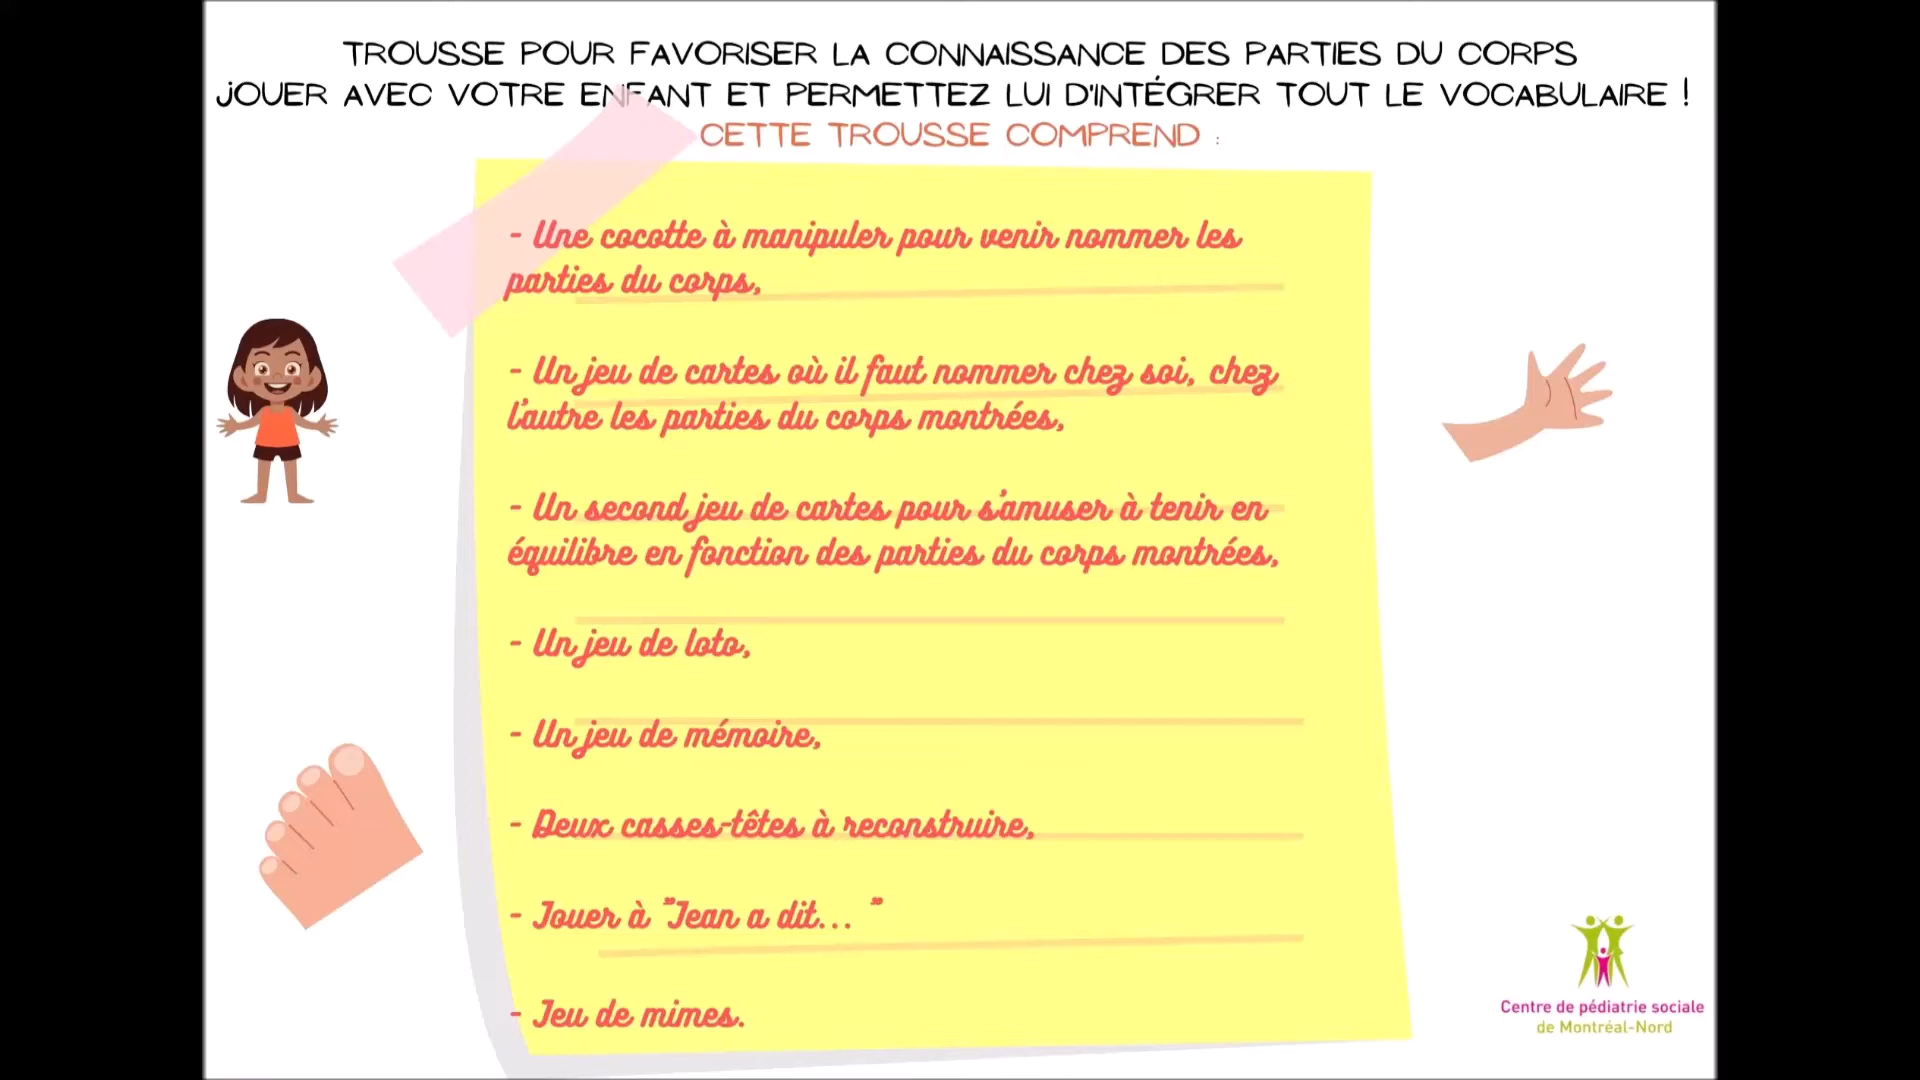 TROUSSE POUR FAVORISER LA CONNAISSANCE DES PARTIES DU CORPS
JOUER AVEC VOTRE ENFANT ET PERMETTEZ LUI D'INTÉGRER TOUT LE VOCABULAIRE !
CETTE TROUSSE COMPREND :
- Une cocotte à manipuler pour venir nommer les
parties du corps,
- Un jeu de cartes où il faut nommer chez soi, chez
l'autre les parties du corps montrées,
- Un second jeu de cartes pour s'amuser à tenir en
équilibre en fonction des parties du corps montrées,
- Un jeu de loto,
- Un jeu de mémoire,
- Deux casses-têtes à reconstruire,
- Jouer à "Jean a dit... "
- Jeu de mimes.
Centre de pédiatrie sociale
de Montréal-Nord